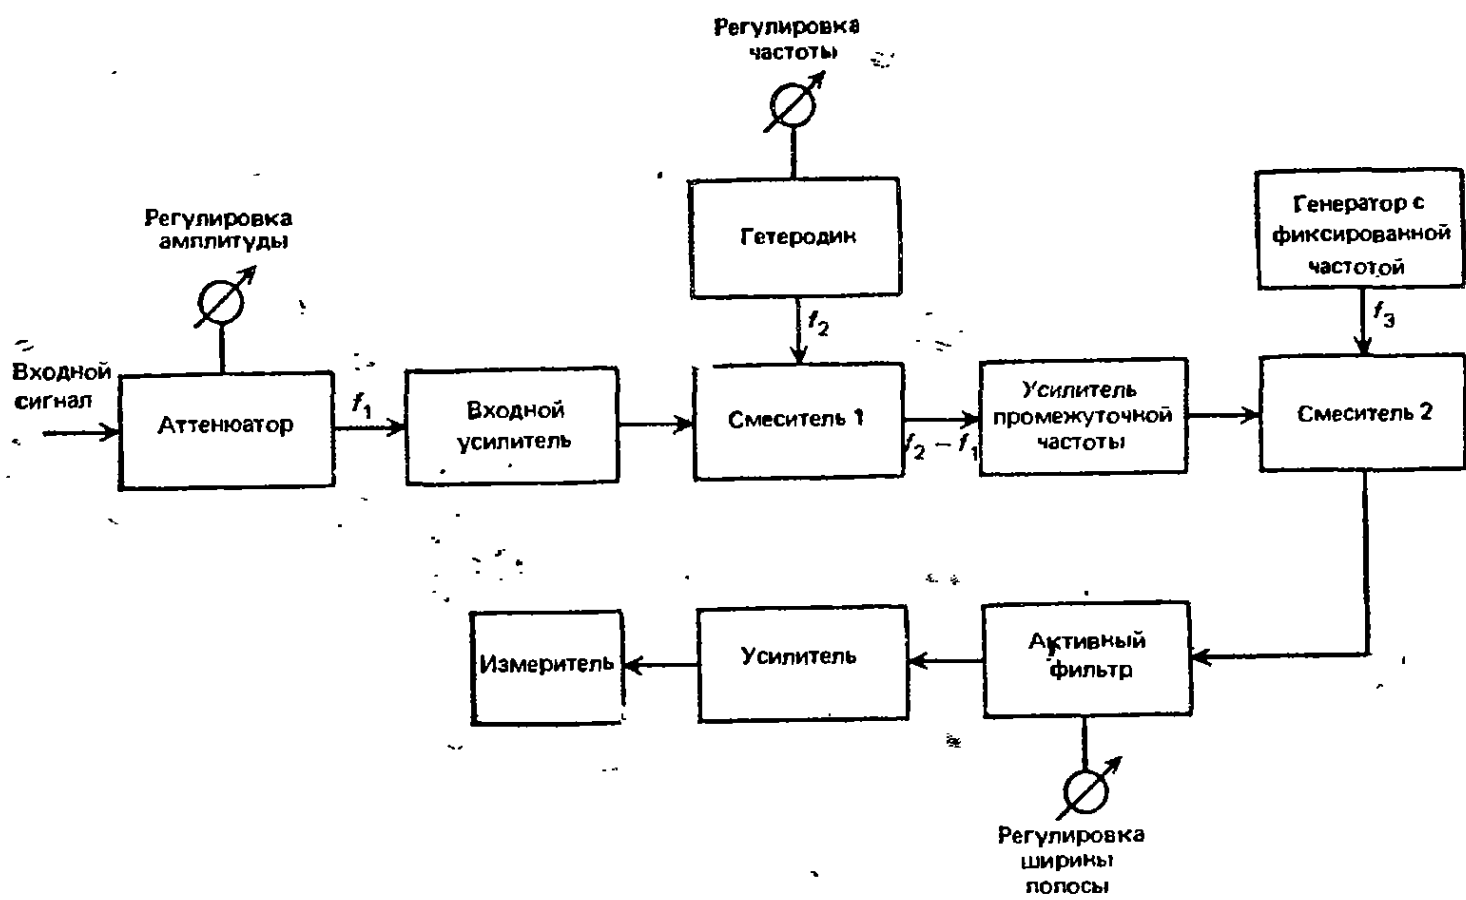 Регулировка
частоты
Гетеродин
Генератор с
фиксированной
частотой
Регулировка
амплитуды
f₂
f₃
Входной
сигнал
Аттенюатор
f₁
Входной
усилитель
Смеситель 1
f₂ – f₁
Усилитель
промежуточной
частоты
Смеситель 2
Измеритель
Усилитель
Активный
фильтр
Регулировка
ширины
полосы